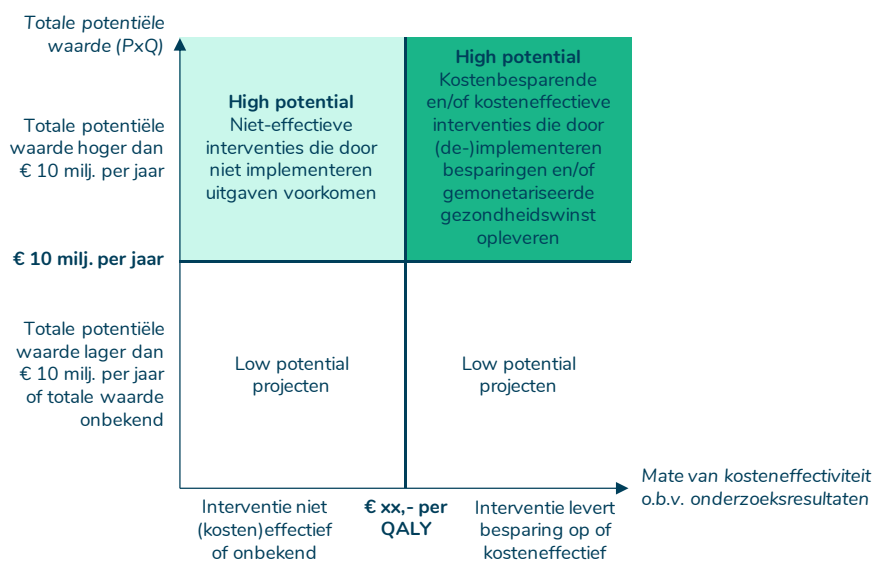 Totale potentiële
waarde (PxQ)
High potential
Niet-effectieve
interventies die door
niet implementeren
uitgaven voorkomen
High potential
Kostenbesparende
en/of kosteneffectieve
interventies die door
(de-)implementeren
besparingen en/of
gemonetariseerde
gezondheidswinst
opleveren
Totale potentiële
waarde hoger dan
€ 10 milj. per jaar
€ 10 milj. per jaar
Totale potentiële
waarde lager dan
€ 10 milj. per jaar
of totale waarde
onbekend
Low potential
projecten
Low potential
projecten
Mate van kosteneffectiviteit
o.b.v. onderzoeksresultaten
Interventie niet
(kosten)effectief
of onbekend
€ xx,- per
QALY
Interventie levert
besparing op of
kosteneffectief